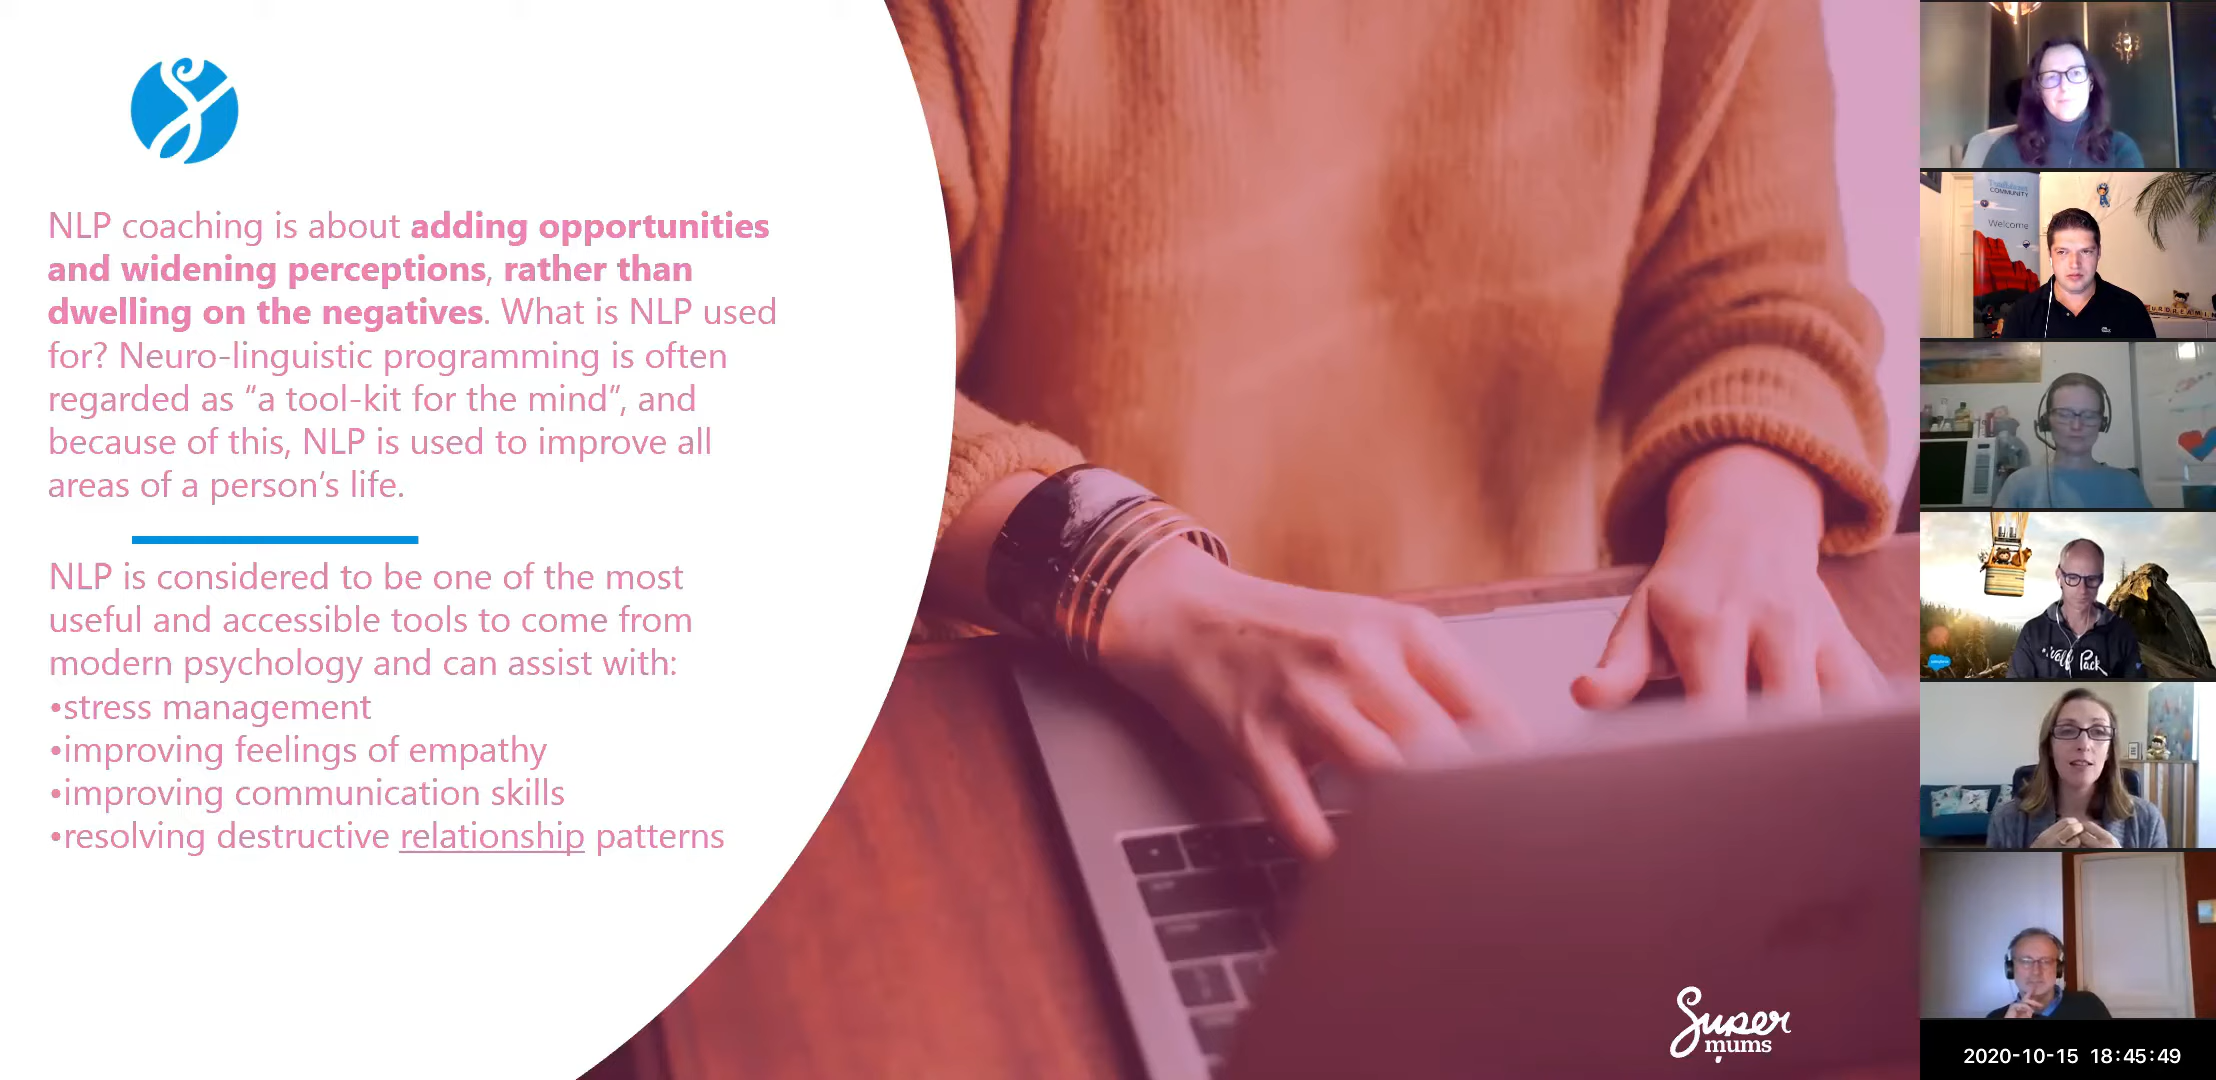 NLP coaching is about adding opportunities
and widening perceptions, rather than
dwelling on the negatives. What is NLP used
for? Neuro-linguistic programming is often
regarded as “a tool-kit for the mind”, and
because of this, NLP is used to improve all
areas of a person’s life.
NLP is considered to be one of the most
useful and accessible tools to come from
modern psychology and can assist with:
•stress management
•improving feelings of empathy
•improving communication skills
•resolving destructive relationship patterns
Super
mums
COMMUNITY
Welcome
Pack
2020-10-15 18:45:49